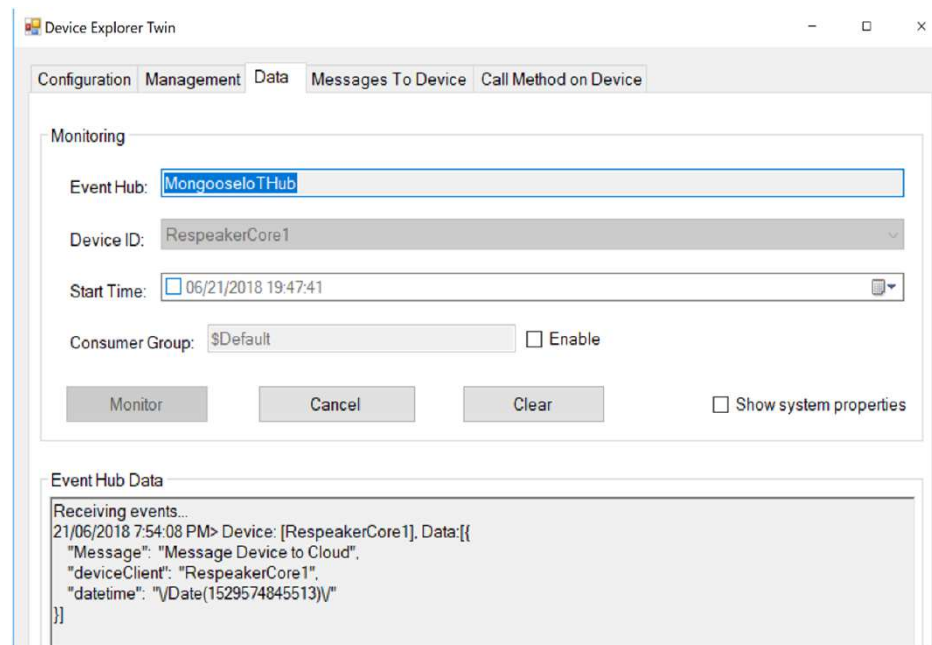 Device Explorer Twin
Configuration Management Data Messages To Device Call Method on Device
Monitoring
Event Hub: MongooseIoTHub
Device ID: RespeakerCore1
Start Time: 06/21/2018 19:47:41
Consumer Group: $Default Enable
Monitor Cancel Clear Show system properties
Event Hub Data
Receiving events...
21/06/2018 7:54:08 PM> Device: [RespeakerCore1], Data:[{
"Message": "Message Device to Cloud",
"deviceClient": "RespeakerCore1",
"datetime": "\/Date(1529574845513)\/"
}]